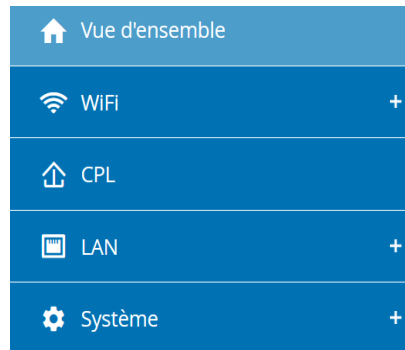 Vue d'ensemble
WiFi +
CPL
LAN +
Système +